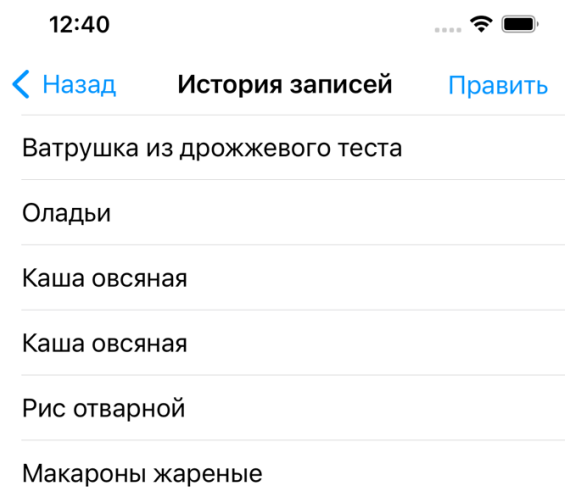 12:40
Назад История записей Править
Ватрушка из дрожжевого теста
Оладьи
Каша овсяная
Каша овсяная
Рис отварной
Макароны жареные